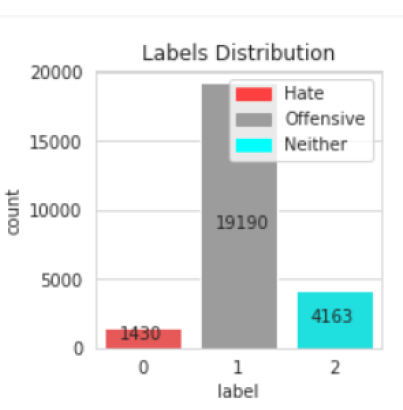 Labels Distribution
20000
15000
10000
5000
0
count
Hate
Offensive
Neither
1430
19190
4163
0 1 2
label